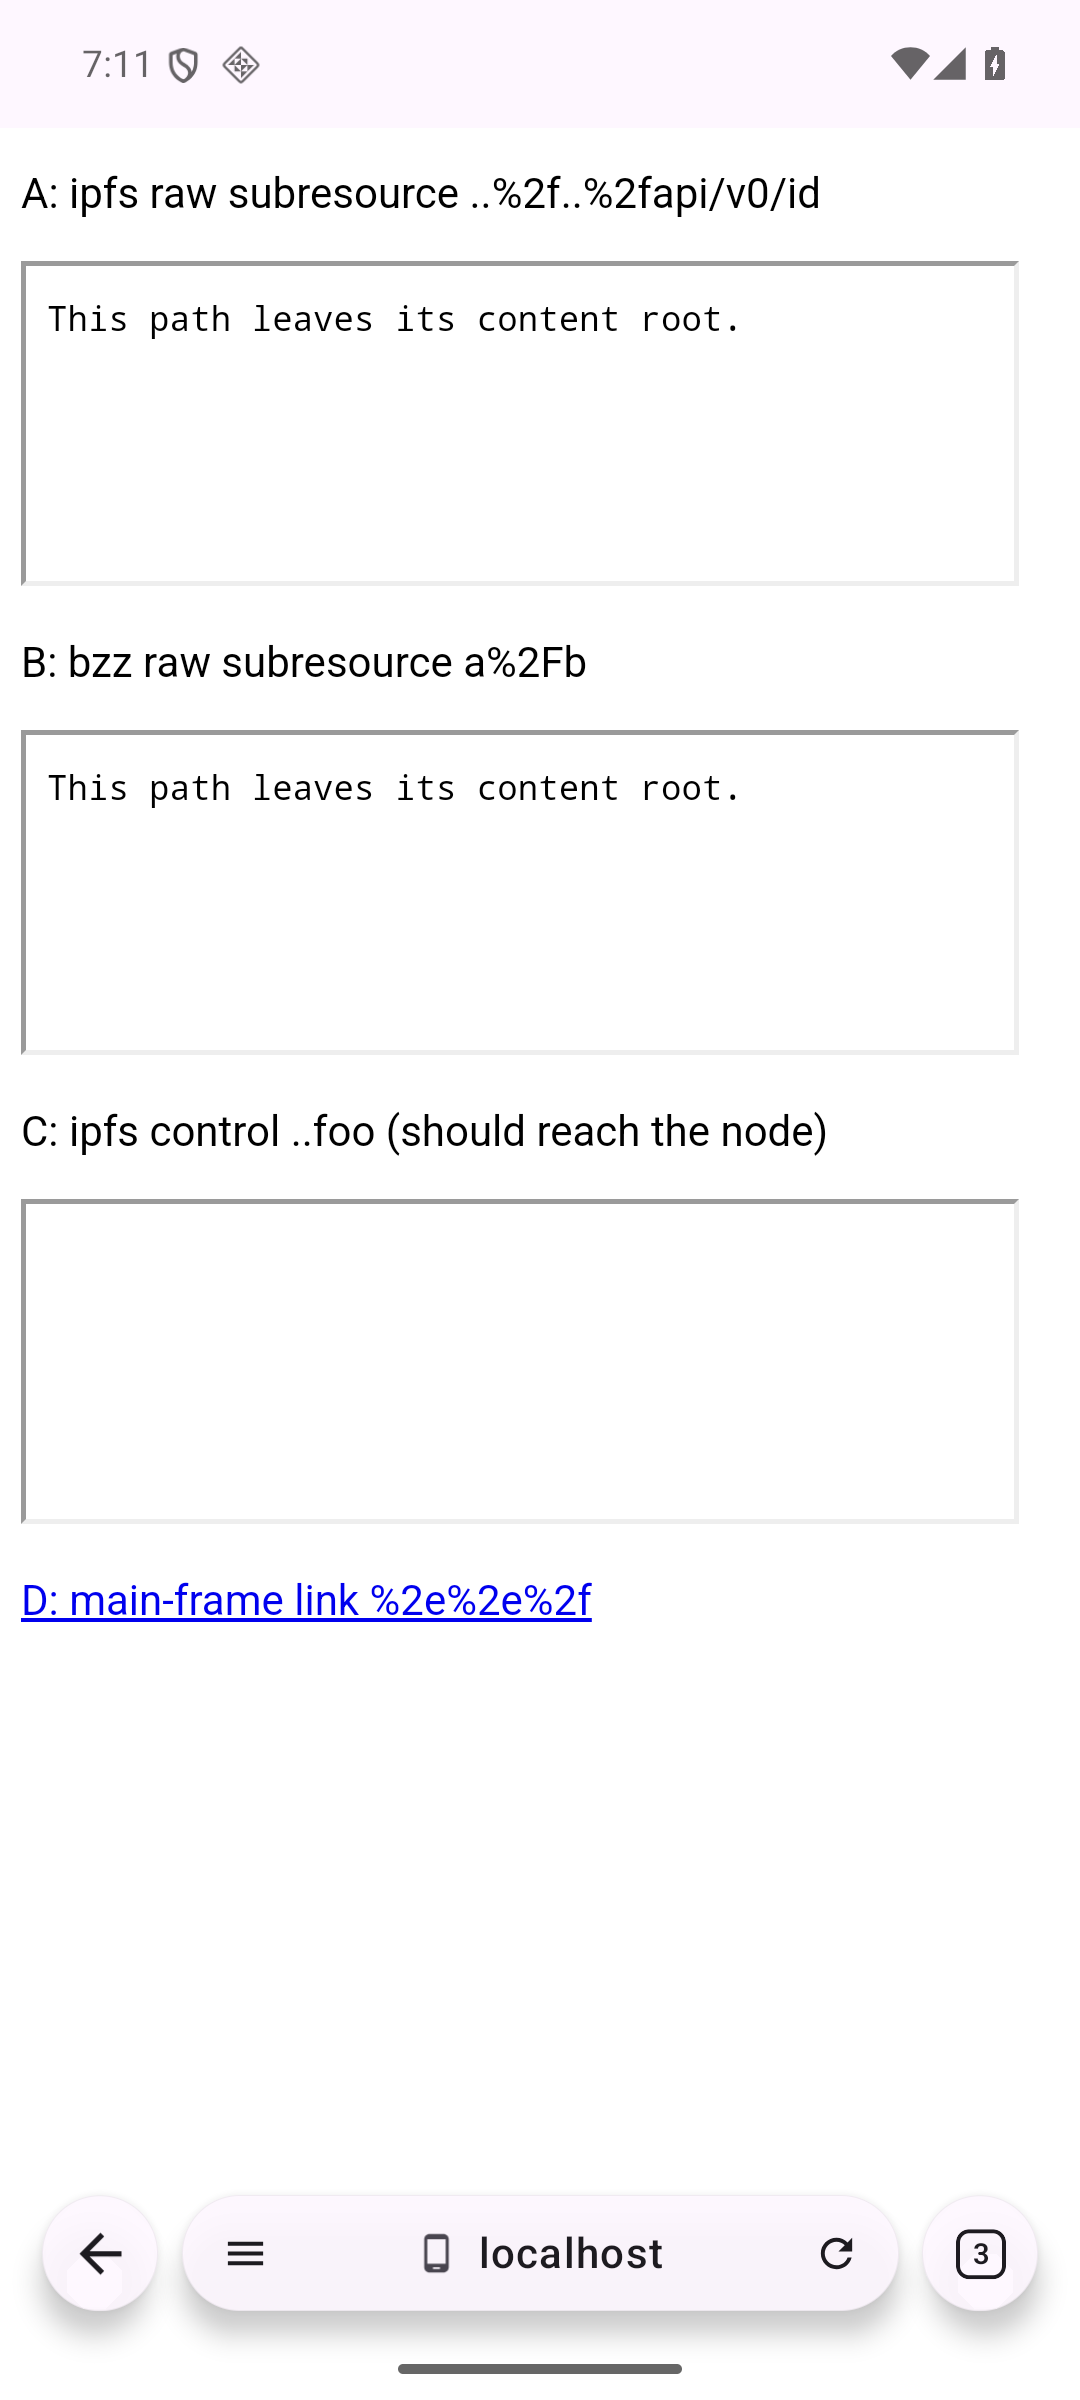 7:11
A: ipfs raw subresource ..%2f..%2fapi/v0/id
This path leaves its content root.
B: bzz raw subresource a%2Fb
This path leaves its content root.
C: ipfs control ..foo (should reach the node)
D: main-frame link %2e%2e%2f
localhost
3